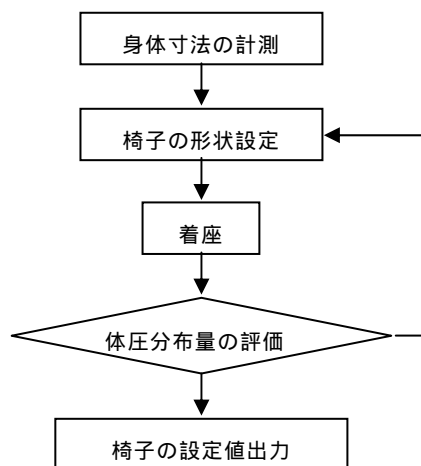 身体寸法の計測
椅子の形状設定
着座
体圧分布量の評価
椅子の設定値出力